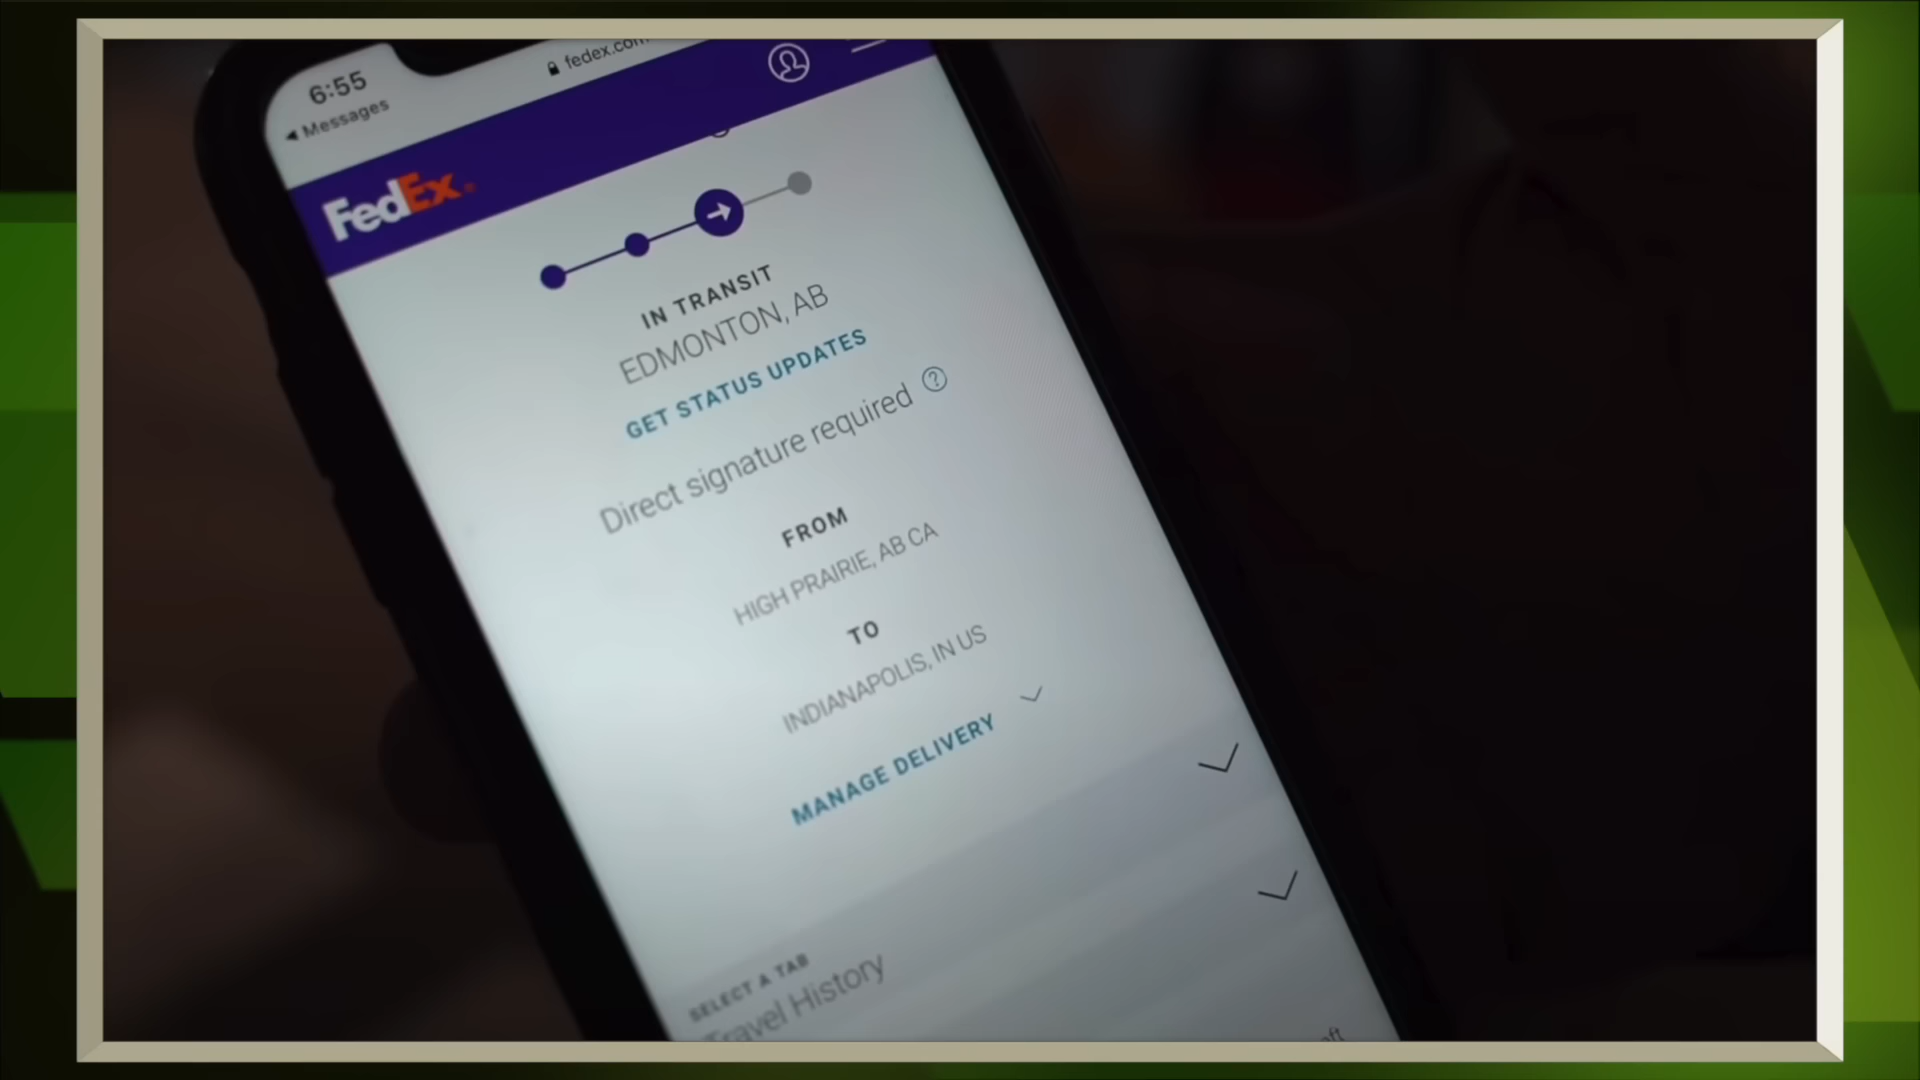 6:55
fedex.com
◀ Messages
FedEx®
IN TRANSIT
EDMONTON, AB
GET STATUS UPDATES
Direct signature required ?
FROM
HIGH PRAIRIE, AB CA
TO
INDIANAPOLIS, IN US
MANAGE DELIVERY
SELECT A TAB
Travel History